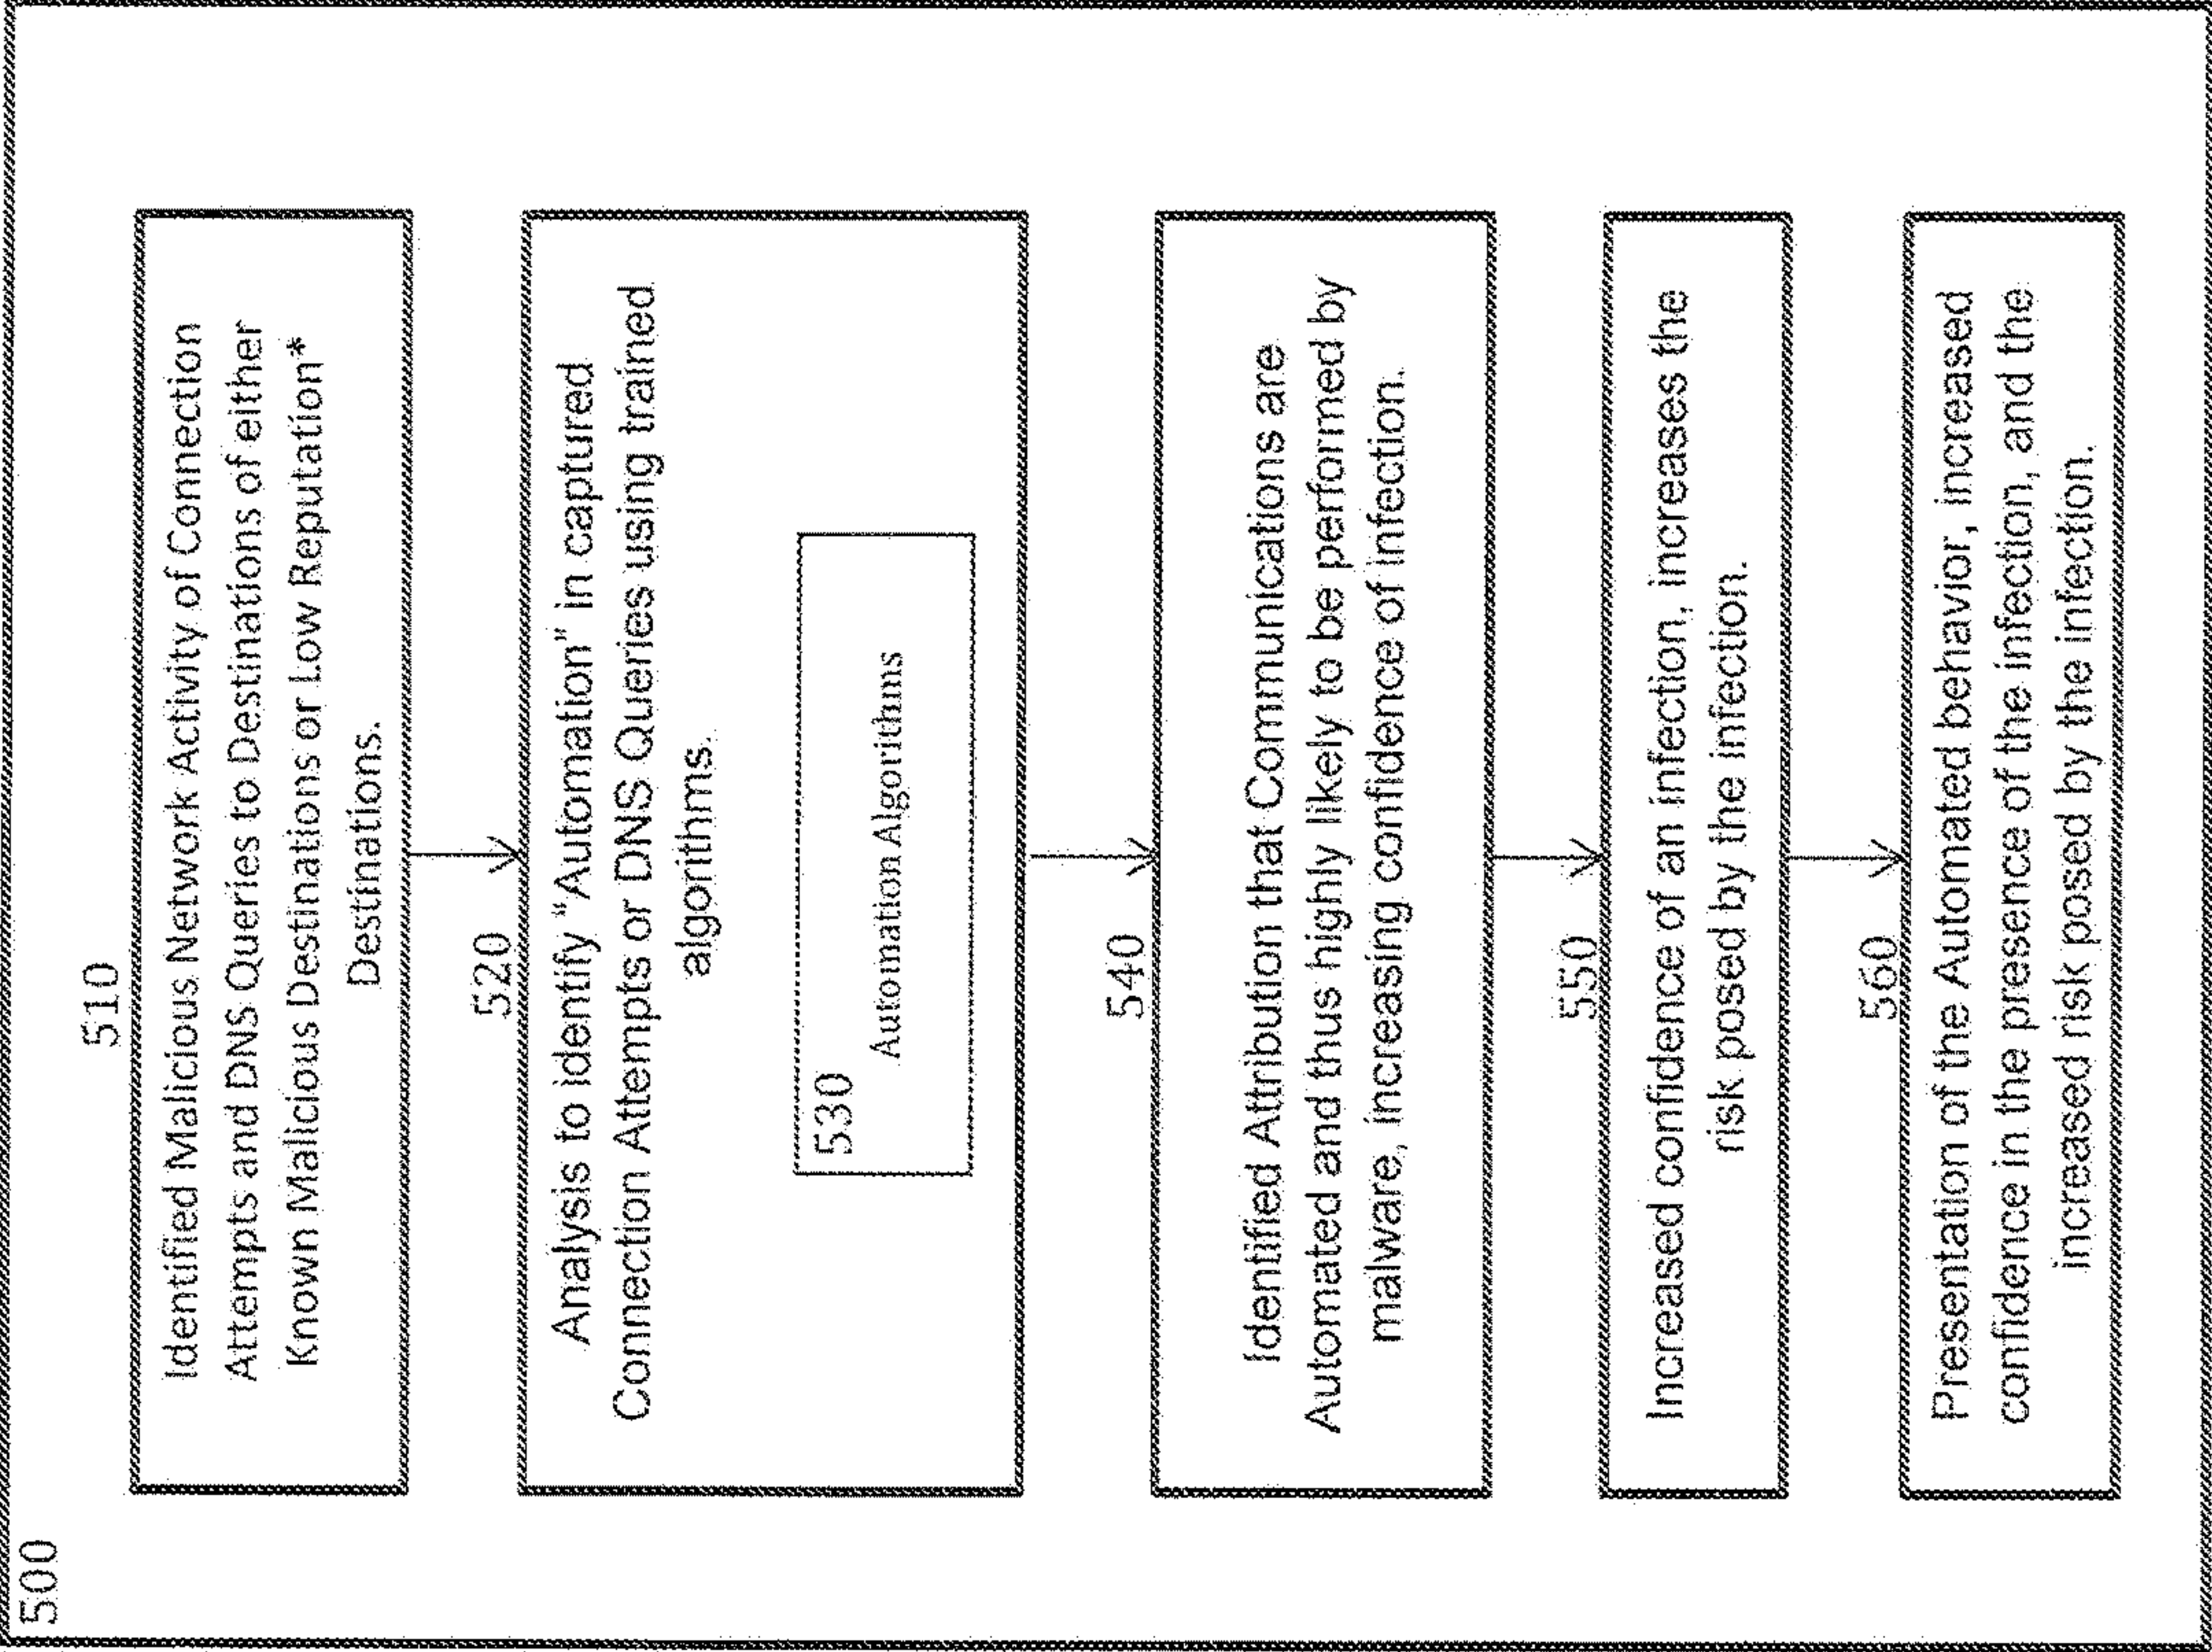 500
510
Identified Malicious Network Activity of Connection
Attempts and DNS Queries to Destinations of either
Known Malicious Destinations or Low Reputation*
Destinations.
520
Analysis to identify "Automation" in captured
Connection Attempts or DNS Queries using trained
algorithms.
530
Automation Algorithms
540
Identified Attribution that Communications are
Automated and thus highly likely to be performed by
malware, increasing confidence of infection.
550
Increased confidence of an infection, increases the
risk posed by the infection.
560
Presentation of the Automated behavior, increased
confidence in the presence of the infection, and the
increased risk posed by the infection.